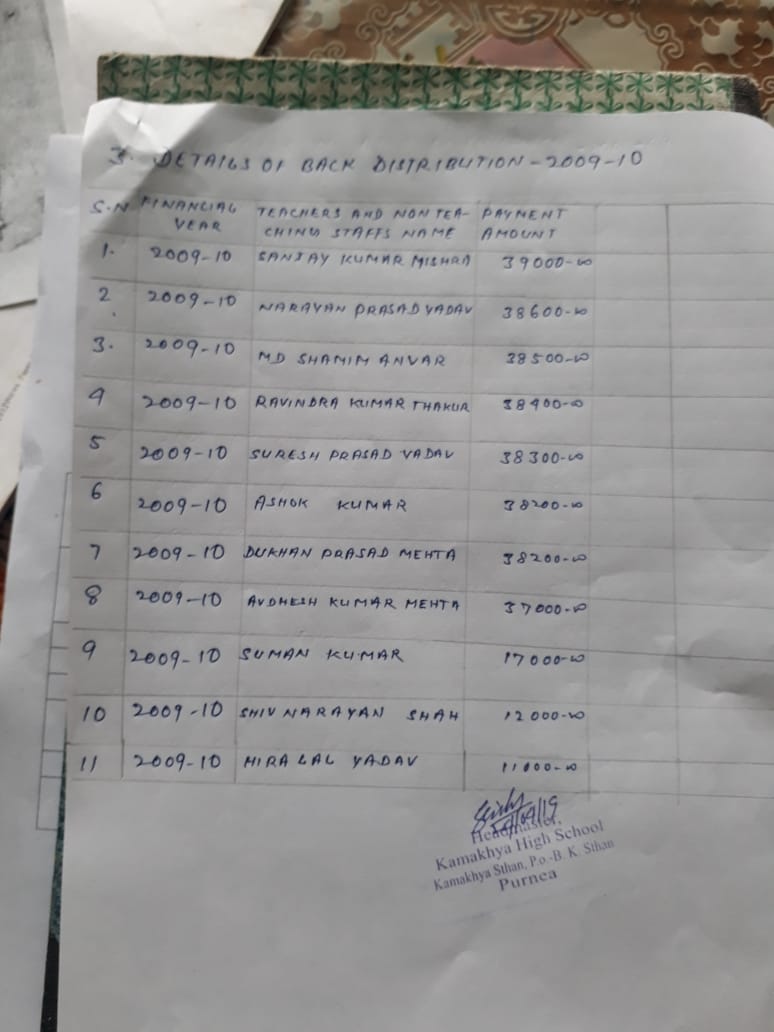 3. DETAILS OF BACK DISTRIBUTION-2009-10
S.N FINANCIAL YEAR TEACHERS AND NON TEA- CHING STAFFS NAME PAYNENT AMOUNT
1. 2009-10 SANJAY KUMAR MISHRA 39000-00
2. 2009-10 NARAYAN PRASAD YADAV 38600-00
3. 2009-10 MD SHAMIM ANVAR 38500-00
4 2009-10 RAVINDRA KUMAR THAKUR 38400-00
5 2009-10 SURESH PRASAD YADAV 38300-00
6 2009-10 ASHOK KUMAR 38200-00
7 2009-10 DUKHAN PRASAD MEHTA 38200-00
8 2009-10 AVDHESH KUMAR MEHTA 37000-00
9 2009-10 SUMAN KUMAR 17000-00
10 2009-10 SHIV NARAYAN SHAH 12000-00
11 2009-10 HIRA LAL YADAV 11000-00
Headmaster,
Kamakhya High School
Kamakhya Sthan, P.o.-B. K. Sthan
Purnea